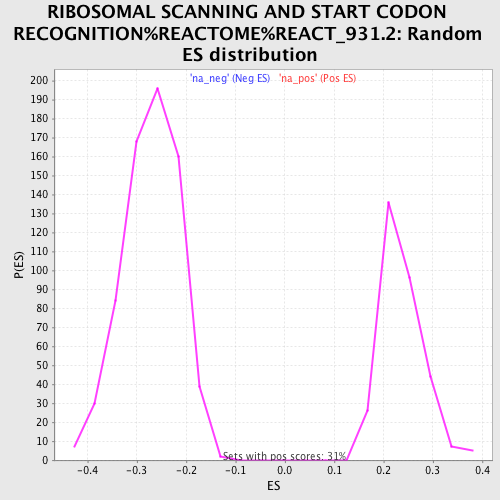 RIBOSOMAL SCANNING AND START CODON
RECOGNITION%REACTOME%REACT_931.2: Random
ES distribution
'na_neg' (Neg ES) 'na_pos' (Pos ES)
200
190
180
170
160
150
140
130
120
110
100
90
80
70
60
50
40
30
20
10
0
P(ES)
Sets with pos scores: 31%
-0.4 -0.3 -0.2 -0.1 0.0 0.1 0.2 0.3 0.4
ES